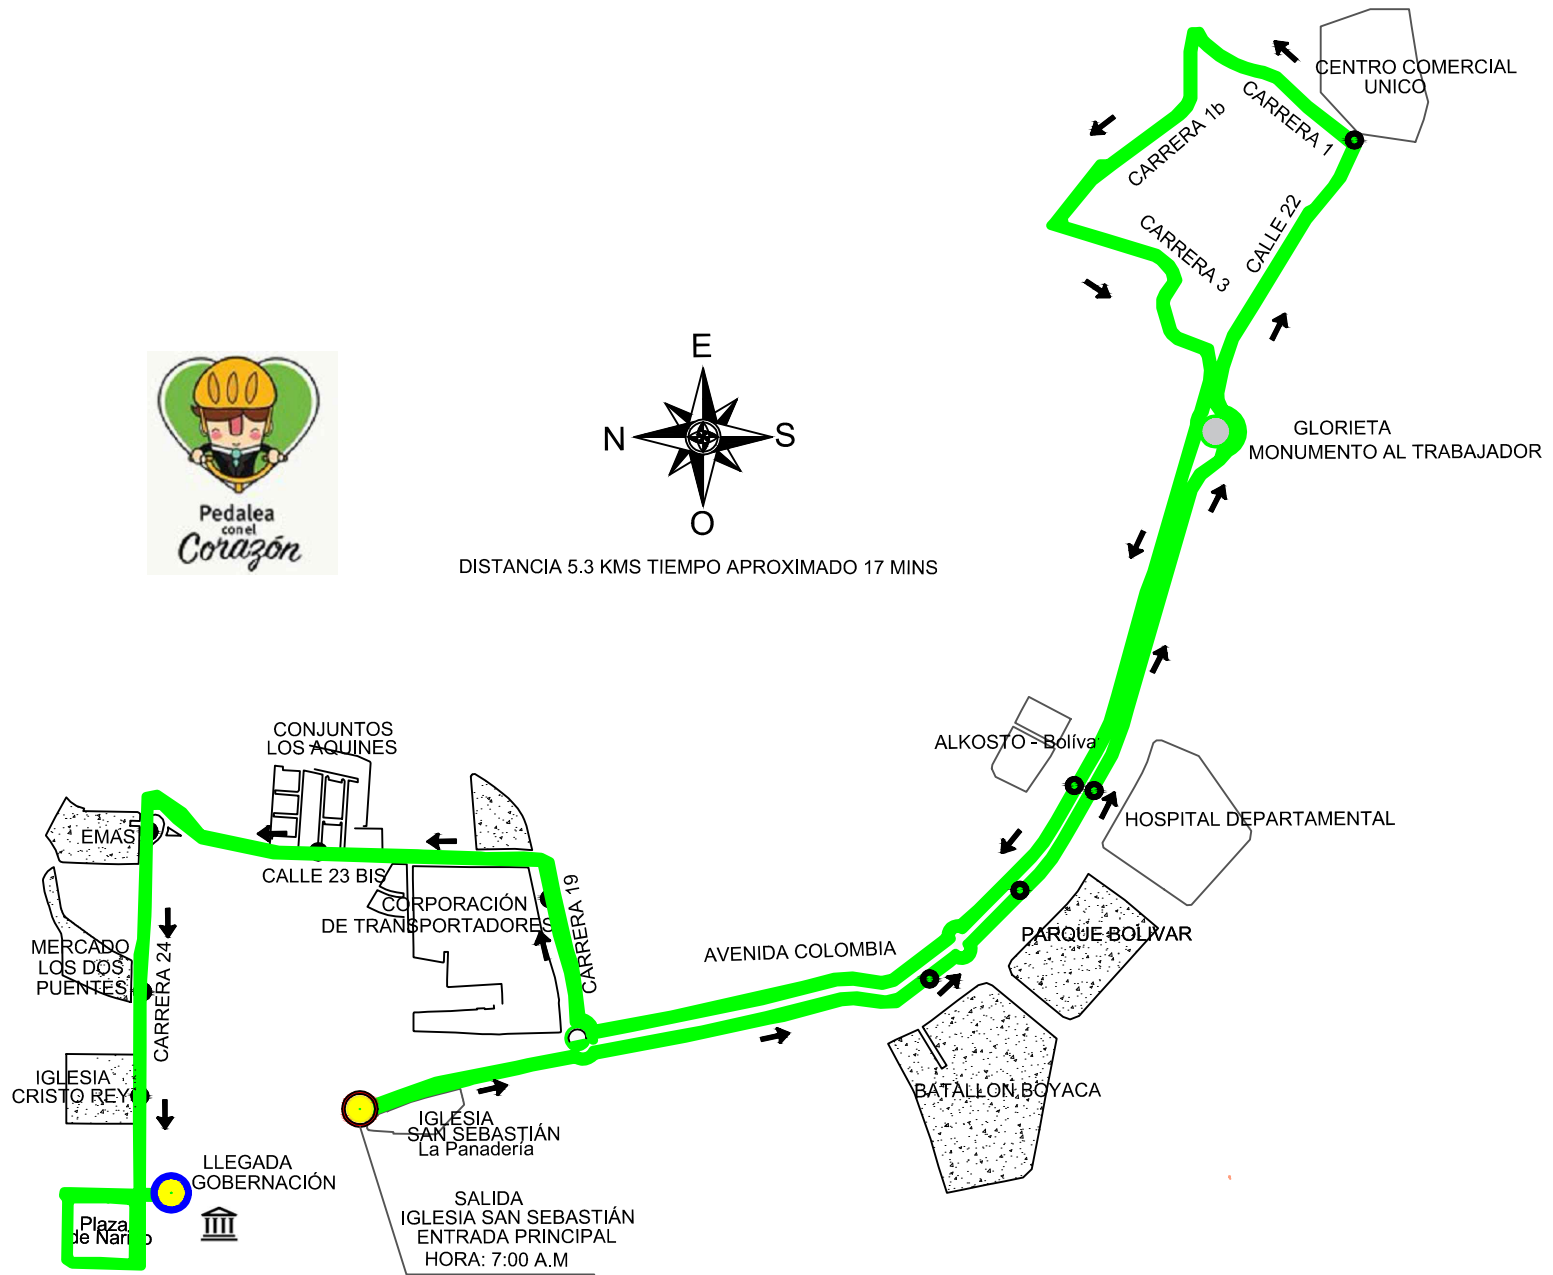 CENTRO COMERCIAL
UNICO
CARRERA 1
CARRERA 1b
CARRERA 3
CALLE 22
GLORIETA
MONUMENTO AL TRABAJADOR
E
N
S
O
Pedalea
con el
Corazón
DISTANCIA 5.3 KMS TIEMPO APROXIMADO 17 MINS
ALKOSTO - Bolíva
HOSPITAL DEPARTAMENTAL
PARQUE BOLIVAR
BATALLON BOYACA
AVENIDA COLOMBIA
CONJUNTOS
LOS AQUINES
EMAS
CALLE 23 BIS
CORPORACIÓN
DE TRANSPORTADORES
CARRERA 19
MERCADO
LOS DOS
PUENTES
CARRERA 24
IGLESIA
CRISTO REY
IGLESIA
SAN SEBASTIÁN
La Panadería
LLEGADA
GOBERNACIÓN
Plaza
de Nariño
SALIDA
IGLESIA SAN SEBASTIÁN
ENTRADA PRINCIPAL
HORA: 7:00 A.M